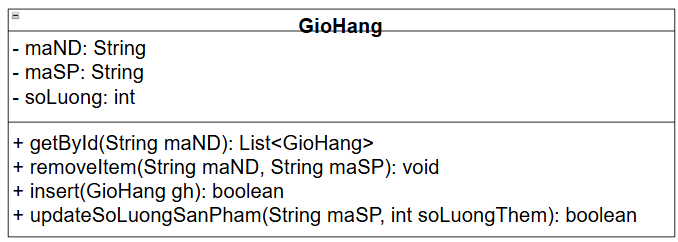 GioHang
- maND: String
- maSP: String
- soLuong: int
+ getById(String maND): List<GioHang>
+ removeItem(String maND, String maSP): void
+ insert(GioHang gh): boolean
+ updateSoLuongSanPham(String maSP, int soLuongThem): boolean